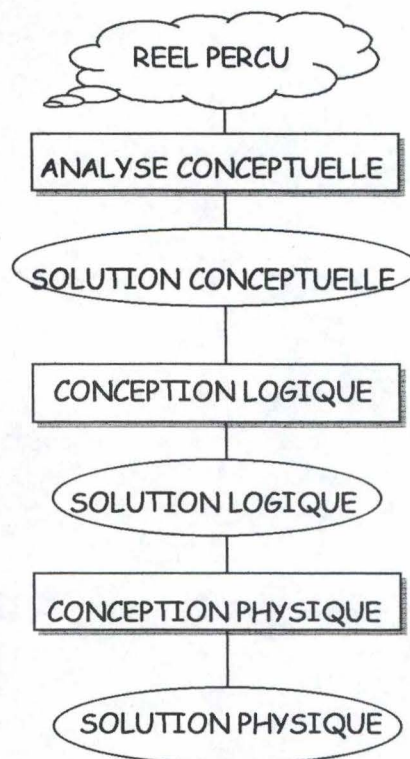 REEL PERCU
ANALYSE CONCEPTUELLE
SOLUTION CONCEPTUELLE
CONCEPTION LOGIQUE
SOLUTION LOGIQUE
CONCEPTION PHYSIQUE
SOLUTION PHYSIQUE